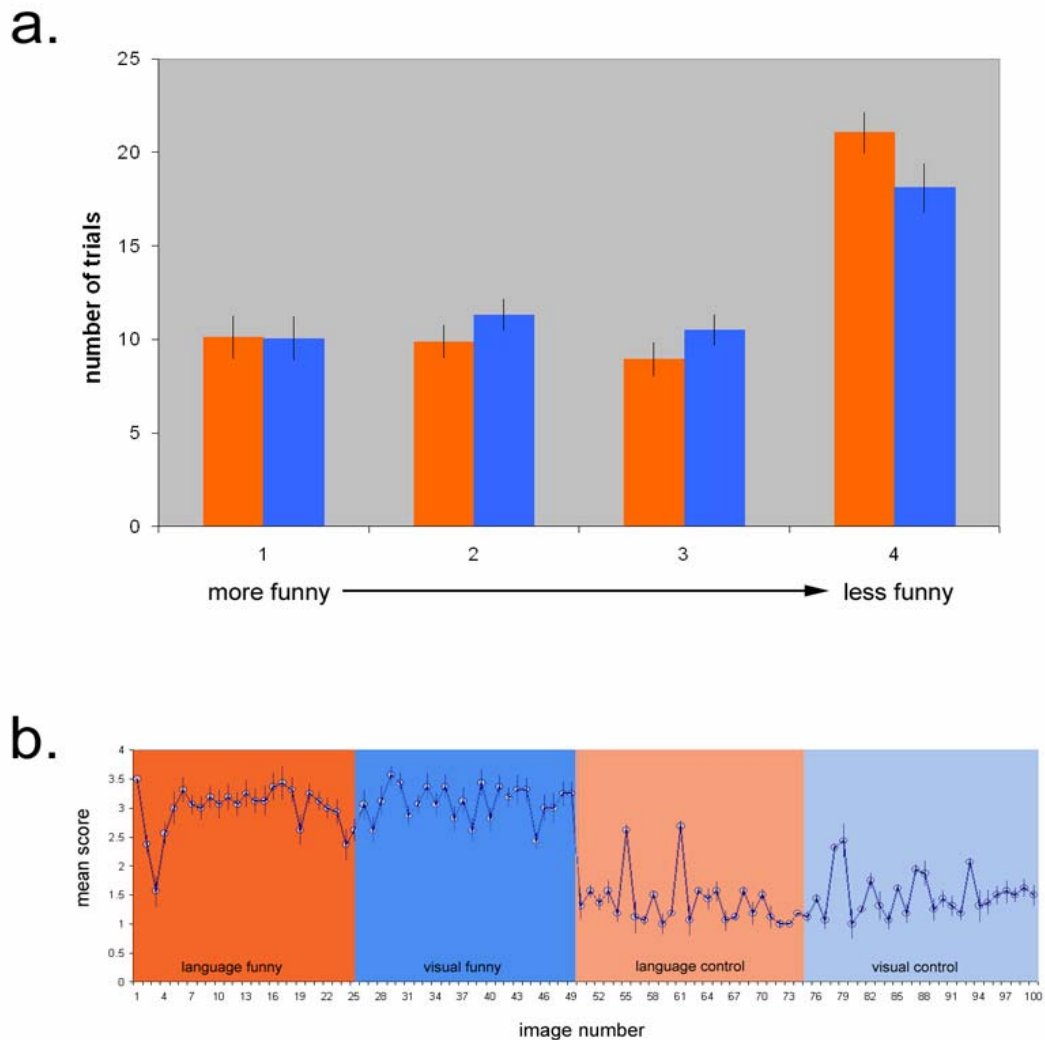 a.
25
20
15
10
5
0
number of trials
1 2 3 4
more funny less funny
b.
4
3.5
3
2.5
2
1.5
1
0.5
0
mean score
language funny visual funny language control visual control
1 4 7 10 13 16 19 22 25 28 31 34 37 40 43 46 49 52 55 58 61 64 67 70 73 76 79 82 85 88 91 94 97 100
image number